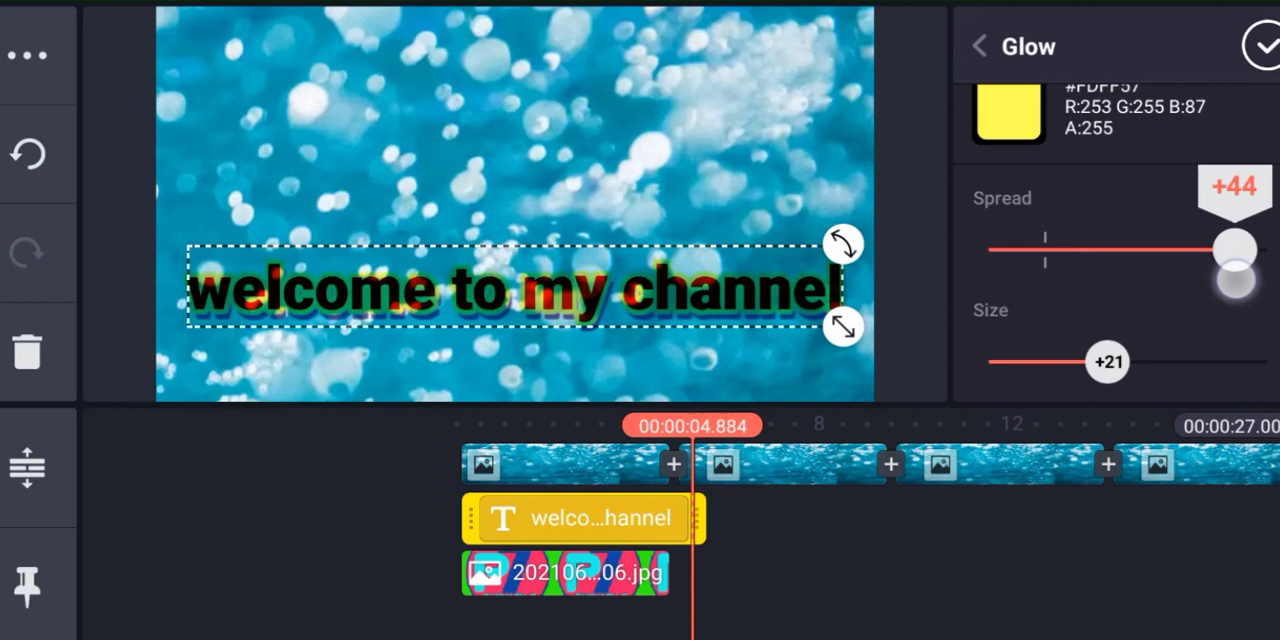 Glow
#FDFF57
R:253 G:255 B:87
A:255
+44
Spread
Size
+21
welcome to my channel
00:00:04.884
8
12
00:00:27.00
T welco...hannel
202106...06.jpg